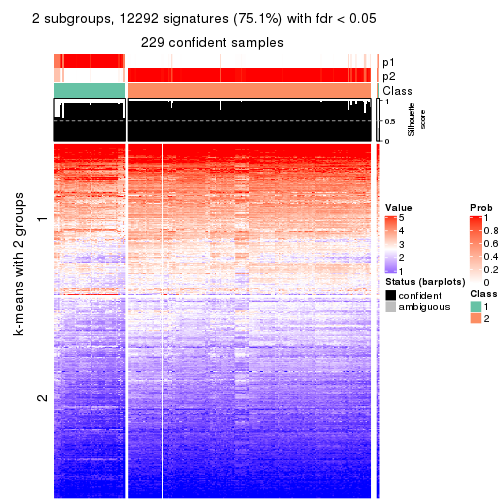 2 subgroups, 12292 signatures (75.1%) with fdr < 0.05
229 confident samples
p1
p2
Class
1
0.5
0
Silhouette
score
k-means with 2 groups
1
2
Value
5
4
3
2
1
Status (barplots)
confident
ambiguous
Prob
1
0.8
0.6
0.4
0.2
0
Class
1
2